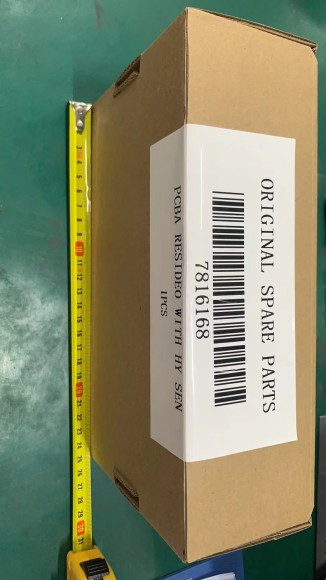 ORIGINAL SPARE PARTS
7816168
PCBA RESIDEO WITH HY SEN
1PCS